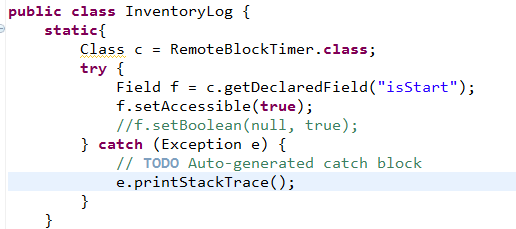 public class InventoryLog {
static{
Class c = RemoteBlockTimer.class;
try {
Field f = c.getDeclaredField("isStart");
f.setAccessible(true);
//f.setBoolean(null, true);
} catch (Exception e) {
// TODO Auto-generated catch block
e.printStackTrace();
}
}